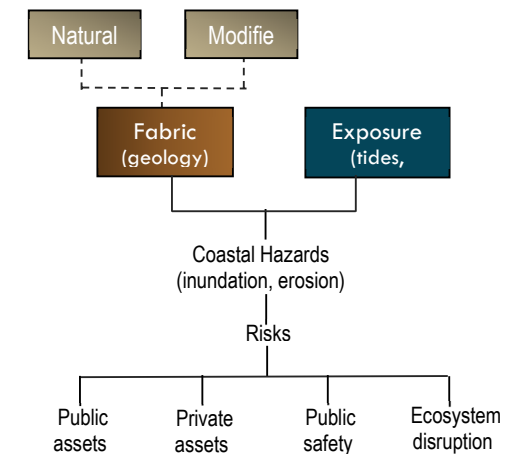 Natural
Modifie
Fabric
(geology)
Exposure
(tides,
Coastal Hazards
(inundation, erosion)
Risks
Public
assets
Private
assets
Public
safety
Ecosystem
disruption